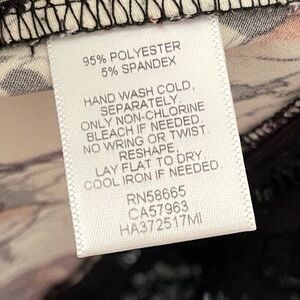 95% POLYESTER
5% SPANDEX
HAND WASH COLD,
SEPARATELY.
ONLY NON-CHLORINE
BLEACH IF NEEDED.
NO WRING OR TWIST.
RESHAPE,
LAY FLAT TO DRY.
COOL IRON IF NEEDED.
RN58665
CA57963
HA372517MI